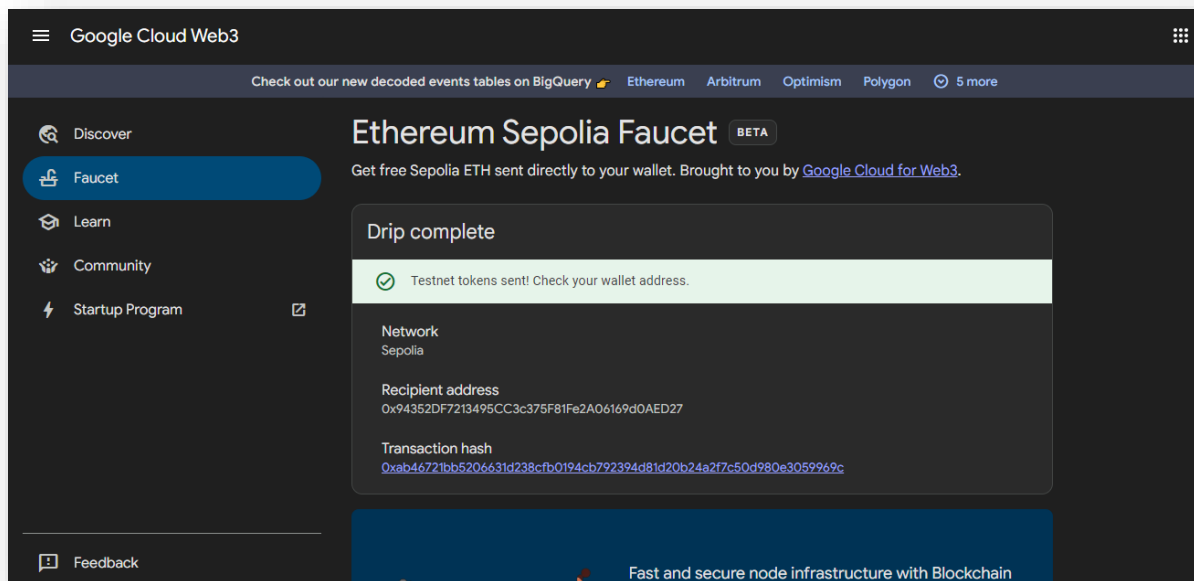 Google Cloud Web3
Check out our new decoded events tables on BigQuery 👉 Ethereum Arbitrum Optimism Polygon 5 more
Discover
Faucet
Learn
Community
Startup Program
Feedback
Ethereum Sepolia Faucet BETA
Get free Sepolia ETH sent directly to your wallet. Brought to you by Google Cloud for Web3.
Drip complete
Testnet tokens sent! Check your wallet address.
Network
Sepolia
Recipient address
0x94352DF7213495CC3c375F81Fe2A06169d0AED27
Transaction hash
0xab46721bb5206631d238cfb0194cb792394d81d20b24a2f7c50d980e3059969c
Fast and secure node infrastructure with Blockchain